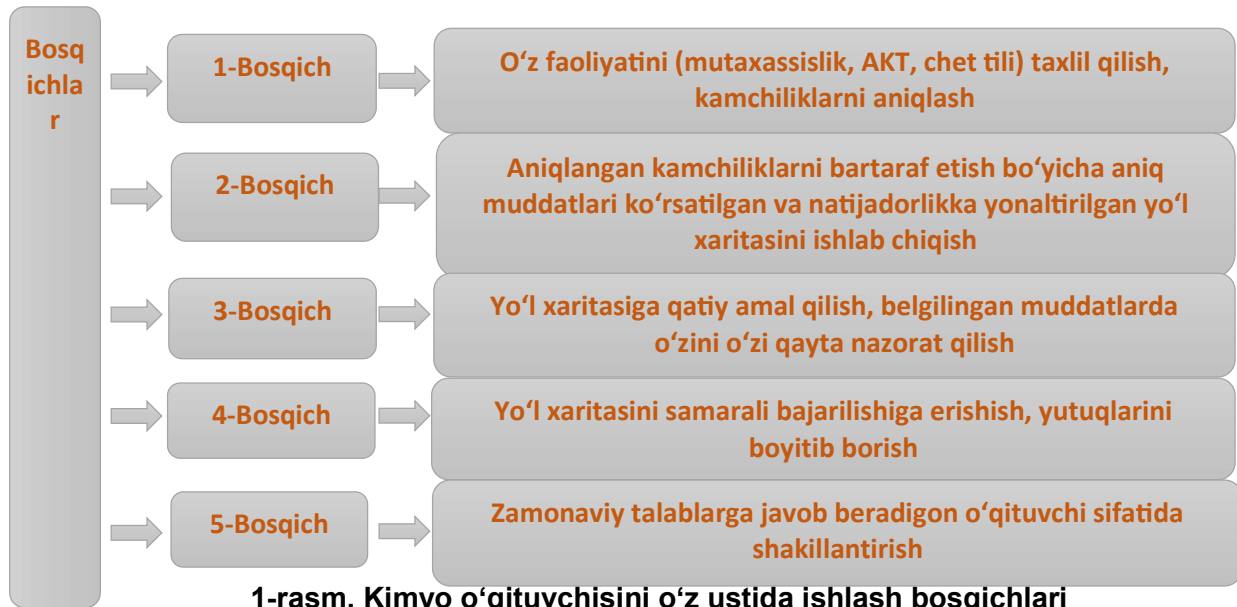 Bosq
ichla
r
1-Bosqich
O‘z faoliyatini (mutaxassislik, AKT, chet tili) taxlil qilish,
kamchiliklarni aniqlash
2-Bosqich
Aniqlangan kamchiliklarni bartaraf etish bo‘yicha aniq
muddatlari ko‘rsatilgan va natijadorlikka yonaltirilgan yo‘l
xaritasini ishlab chiqish
3-Bosqich
Yo‘l xaritasiga qatiy amal qilish, belgilingan muddatlarda
o‘zini o‘zi qayta nazorat qilish
4-Bosqich
Yo‘l xaritasini samarali bajarilishiga erishish, yutuqlarini
boyitib borish
5-Bosqich
Zamonaviy talablarga javob beradigon o‘qituvchi sifatida
shakillantirish
1-rasm. Kimyo o‘qituvchisini o‘z ustida ishlash bosqichlari